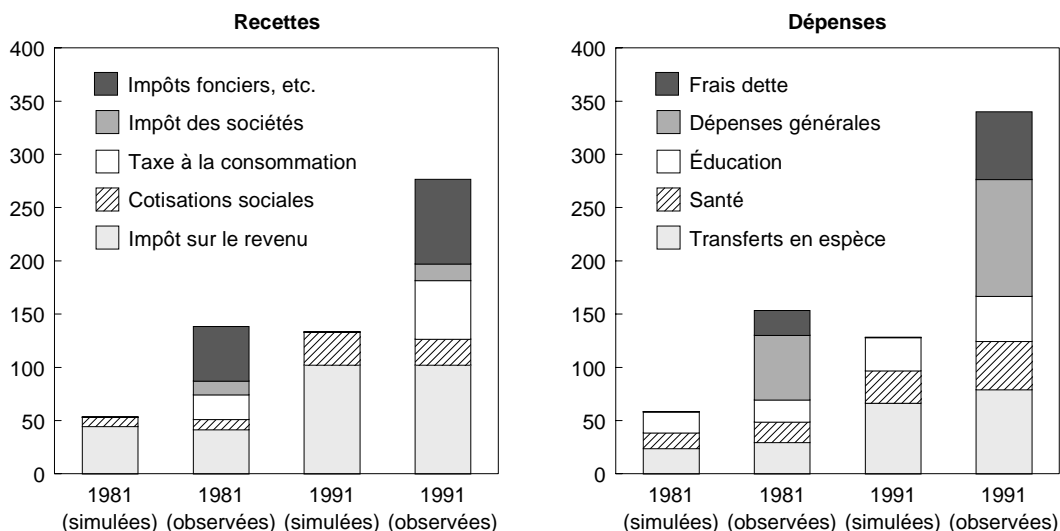 Recettes
400
350
300
250
200
150
100
50
0
Impôts fonciers, etc.
Impôt des sociétés
Taxe à la consommation
Cotisations sociales
Impôt sur le revenu
1981 1981 1991 1991
(simulées) (observées) (simulées) (observées)
Dépenses
400
350
300
250
200
150
100
50
0
Frais dette
Dépenses générales
Éducation
Santé
Transferts en espèce
1981 1981 1991 1991
(simulées) (observées) (simulées) (observées)